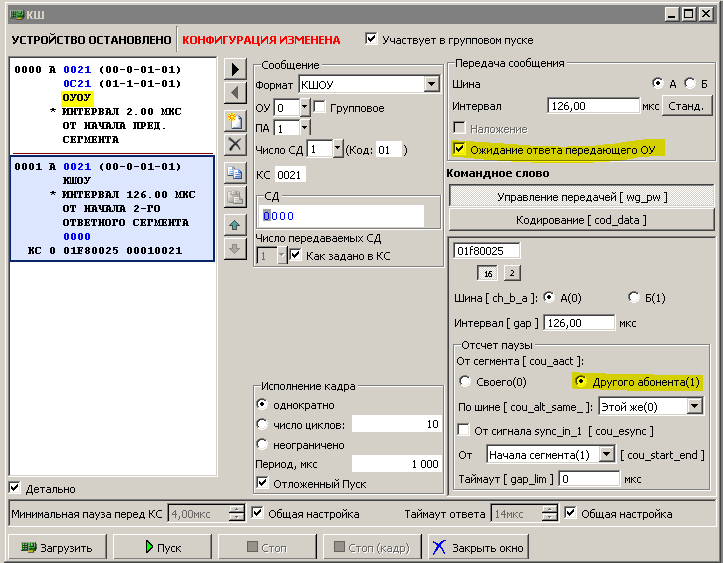 КШ
УСТРОЙСТВО ОСТАНОВЛЕНО КОНФИГУРАЦИЯ ИЗМЕНЕНА Участвует в групповом пуске
0000 A 0021 (00-0-01-01)
0C21 (01-1-01-01)
ОУОУ
* ИНТЕРВАЛ 2.00 МКС
ОТ НАЧАЛА ПРЕД.
СЕГМЕНТА
0001 A 0021 (00-0-01-01)
КШОУ
* ИНТЕРВАЛ 126.00 МКС
ОТ НАЧАЛА 2-ГО
ОТВЕТНОГО СЕГМЕНТА
0000
КС 0 01F80025 00010021
Детально
Сообщение
Формат КШОУ
ОУ 0 Групповое
ПА 1
Число СД 1 (Код: 01 )
КС 0021
СД
0000
Число передаваемых СД
1 Как задано в КС
Исполнение кадра
однократно
число циклов: 10
неограничено
Период, мкс 1 000
Отложенный Пуск
Передача сообщения
Шина А Б
Интервал 126,00 мкс Станд.
Наложение
Ожидание ответа передающего ОУ
Командное слово
Управление передачей [ wg_pw ]
Кодирование [ cod_data ]
01f80025
16 2
Шина [ ch_b_a ]: А(0) Б(1)
Интервал [ gap ] 126,00 мкс
Отсчет паузы
От сегмента [ cou_aact ]:
Своего(0) Другого абонента(1)
По шине [ cou_alt_same_ ]: Этой же(0)
От сигнала sync_in_1 [ cou_esync ]
От Начала сегмента(1) [ cou_start_end ]
Таймаут [ gap_lim ] 0 мкс
Минимальная пауза перед КС 4,00мкс Общая настройка Таймаут ответа 14мкс Общая настройка
Загрузить Пуск Стоп Стоп (кадр) Закрыть окно